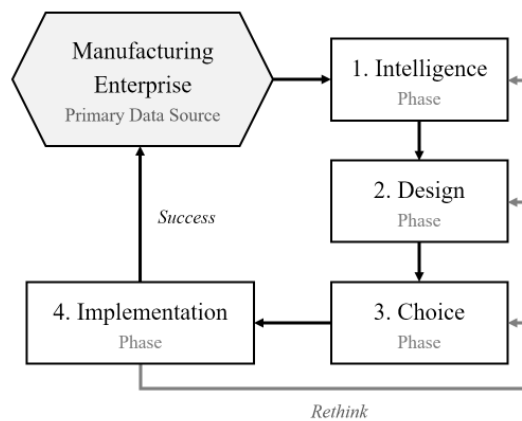 Manufacturing
Enterprise
Primary Data Source
1. Intelligence
Phase
2. Design
Phase
Success
4. Implementation
Phase
3. Choice
Phase
Rethink